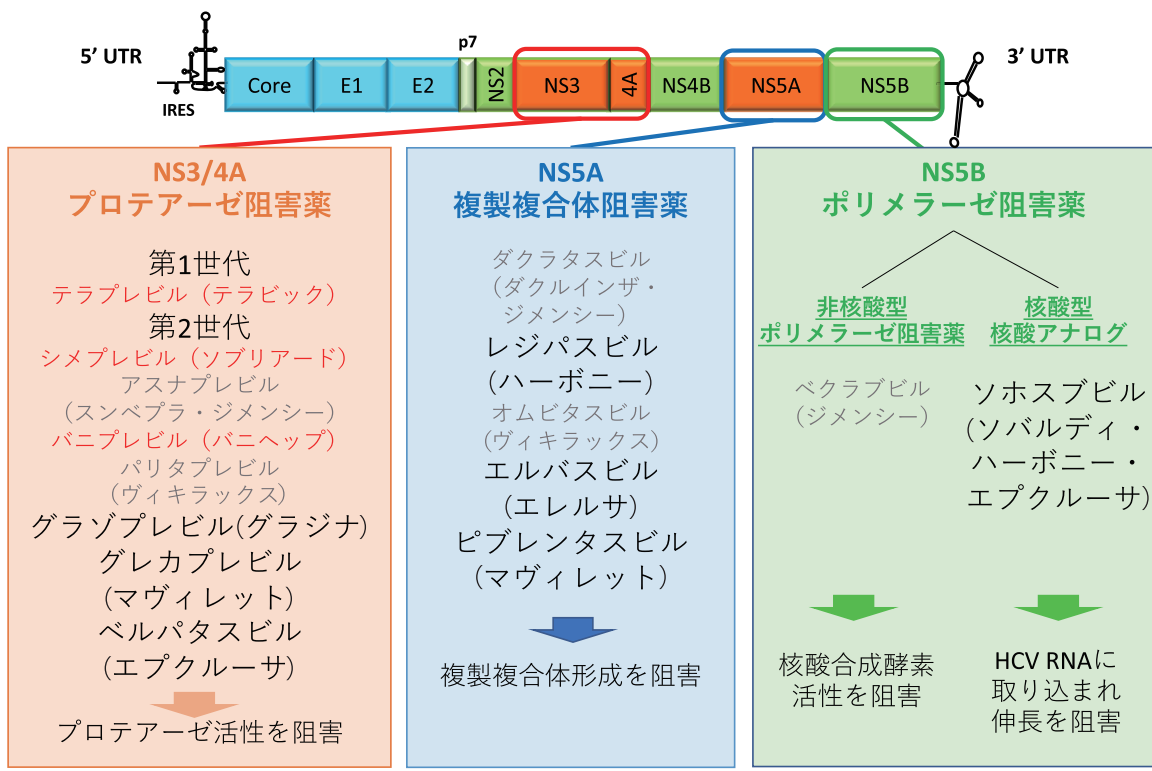 5’ UTR
IRES
Core
E1
E2
p7
NS2
NS3
4A
NS4B
NS5A
NS5B
3’ UTR
NS3/4A
プロテアーゼ阻害薬
第1世代
テラプレビル（テラビック）
第2世代
シメプレビル（ソブリアード）
アスナプレビル
(スンベプラ・ジメンシー)
バニプレビル（バニヘップ）
パリタプレビル
(ヴィキラックス)
グラゾプレビル(グラジナ)
グレカプレビル
(マヴィレット)
ベルパタスビル
(エプクルーサ)
プロテアーゼ活性を阻害
NS5A
複製複合体阻害薬
ダクラタスビル
(ダクルインザ・
ジメンシー)
レジパスビル
(ハーボニー)
オムビタスビル
(ヴィキラックス)
エルバスビル
(エレルサ)
ピブレンタスビル
(マヴィレット)
複製複合体形成を阻害
NS5B
ポリメラーゼ阻害薬
非核酸型
ポリメラーゼ阻害薬
ベクラブビル
(ジメンシー)
核酸合成酵素
活性を阻害
核酸型
核酸アナログ
ソホスブビル
(ソバルディ・
ハーボニー・
エプクルーサ)
HCV RNAに
取り込まれ
伸長を阻害